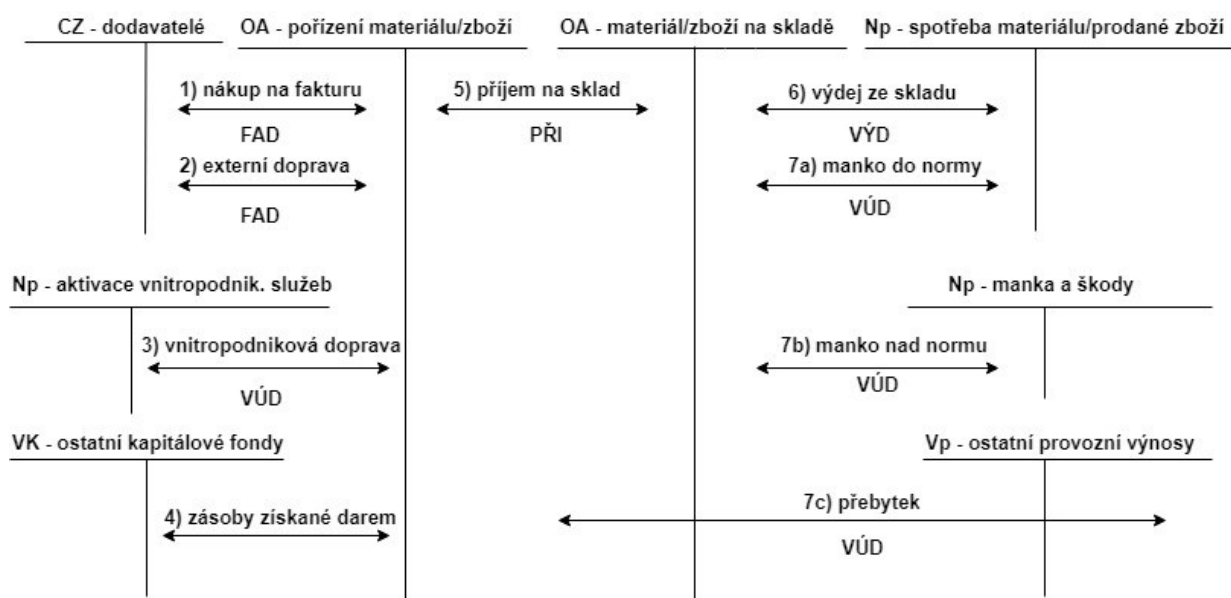 CZ - dodavatelé
OA - pořízení materiálu/zboží
OA - materiál/zboží na skladě
Np - spotřeba materiálu/prodané zboží
1) nákup na fakturu
FAD
5) příjem na sklad
PŘI
6) výdej ze skladu
VÝD
2) externí doprava
FAD
7a) manko do normy
VÚD
Np - aktivace vnitropodnik. služeb
Np - manka a škody
3) vnitropodniková doprava
VÚD
7b) manko nad normu
VÚD
VK - ostatní kapitálové fondy
Vp - ostatní provozní výnosy
4) zásoby získané darem
7c) přebytek
VÚD